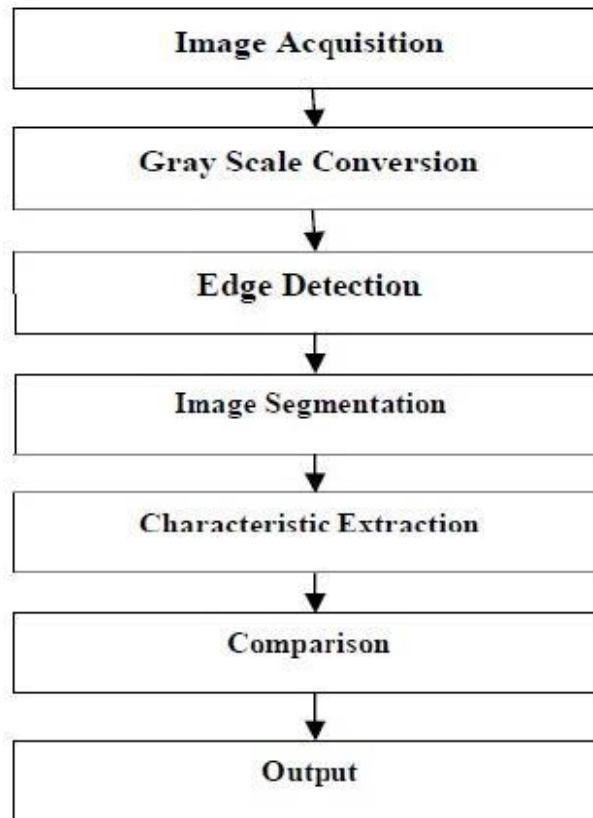 Image Acquisition
Gray Scale Conversion
Edge Detection
Image Segmentation
Characteristic Extraction
Comparison
Output